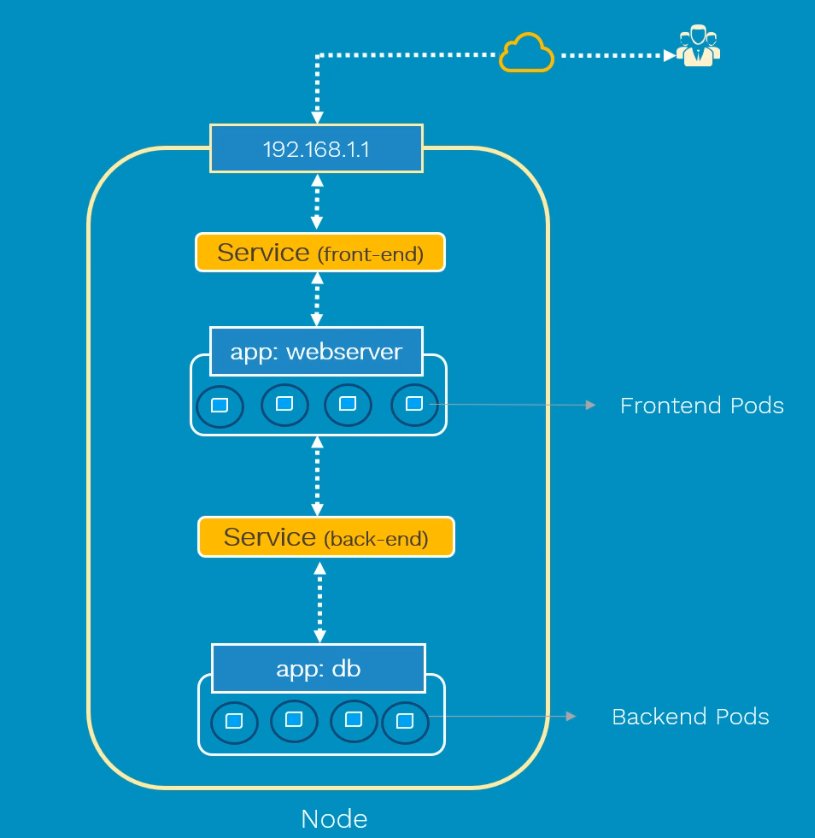 192.168.1.1
Service (front-end)
app: webserver
Frontend Pods
Service (back-end)
app: db
Backend Pods
Node